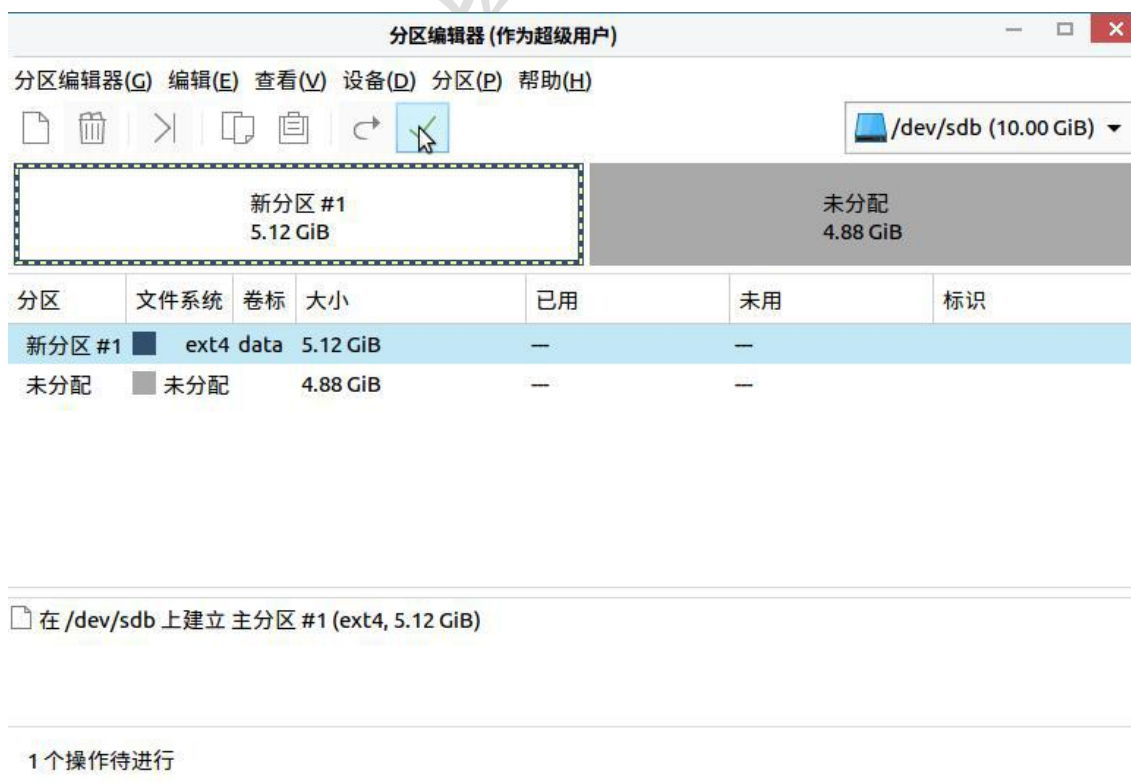 分区编辑器 (作为超级用户)
分区编辑器(G) 编辑(E) 查看(V) 设备(D) 分区(P) 帮助(H)
/dev/sdb (10.00 GiB)
新分区 #1
5.12 GiB
未分配
4.88 GiB
分区 文件系统 卷标 大小 已用 未用 标识
新分区 #1 ext4 data 5.12 GiB --- ---
未分配 未分配 4.88 GiB --- ---
在 /dev/sdb 上建立 主分区 #1 (ext4, 5.12 GiB)
1 个操作待进行